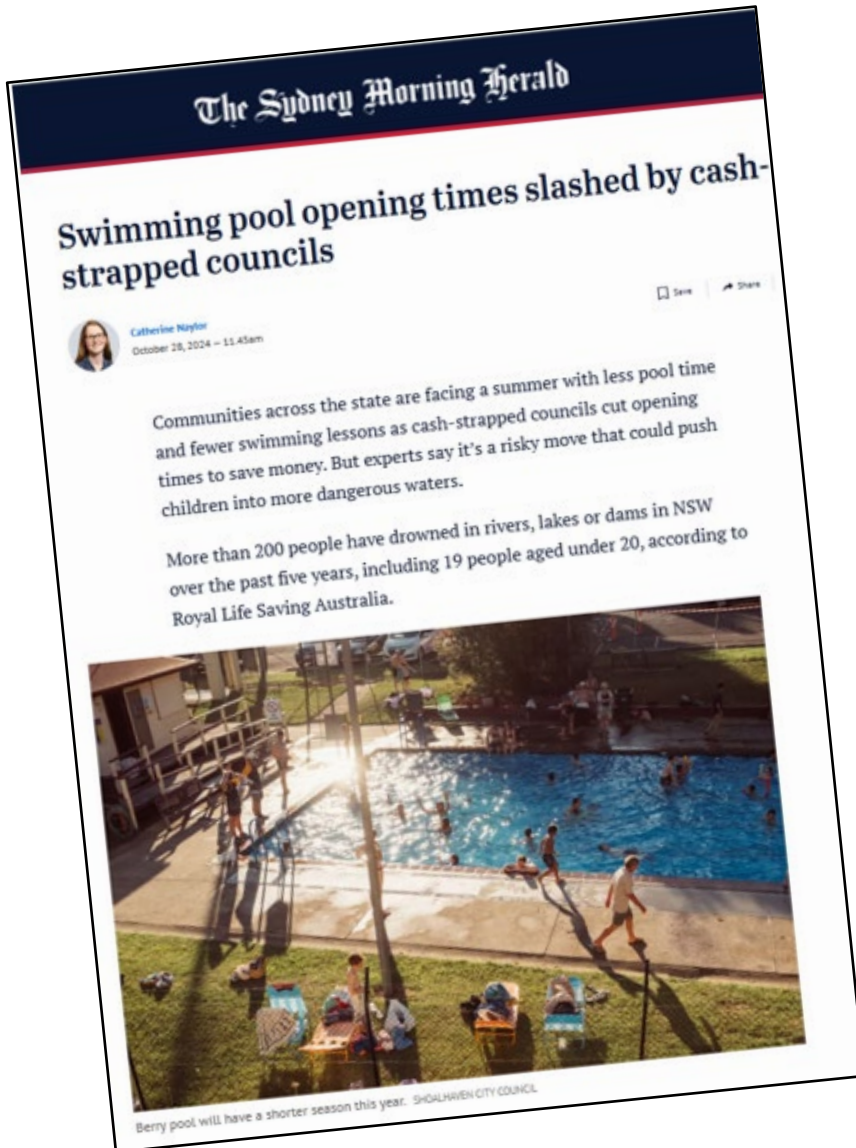 The Sydney Morning Herald
Swimming pool opening times slashed by cash-
strapped councils
Catherine Naylor
October 28, 2024 — 11.45am
Save
Share
Communities across the state are facing a summer with less pool time
and fewer swimming lessons as cash-strapped councils cut opening
times to save money. But experts say it's a risky move that could push
children into more dangerous waters.
More than 200 people have drowned in rivers, lakes or dams in NSW
over the past five years, including 19 people aged under 20, according to
Royal Life Saving Australia.
Berry pool will have a shorter season this year. SHOALHAVEN CITY COUNCIL